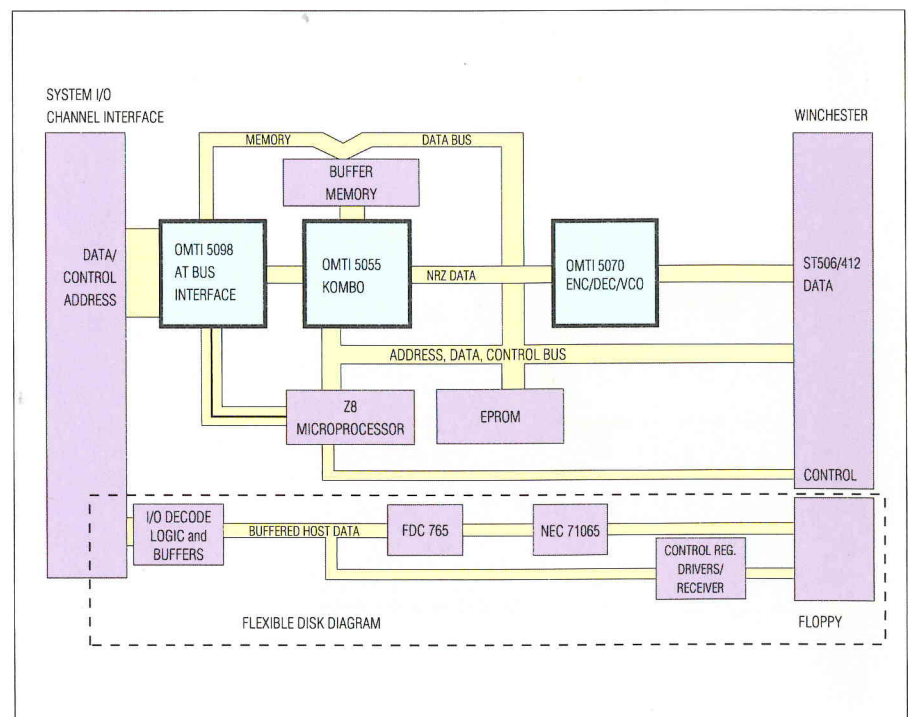 SYSTEM I/O
CHANNEL INTERFACE
WINCHESTER
MEMORY
DATA BUS
BUFFER
MEMORY
DATA/
CONTROL
ADDRESS
OMTI 5098
AT BUS
INTERFACE
OMTI 5055
KOMBO
NRZ DATA
OMTI 5070
ENC/DEC/VCO
ST506/412
DATA
ADDRESS, DATA, CONTROL BUS
Z8
MICROPROCESSOR
EPROM
CONTROL
I/O DECODE
LOGIC and
BUFFERS
BUFFERED HOST DATA
FDC 765
NEC 71065
CONTROL REG.
DRIVERS/
RECEIVER
FLEXIBLE DISK DIAGRAM
FLOPPY